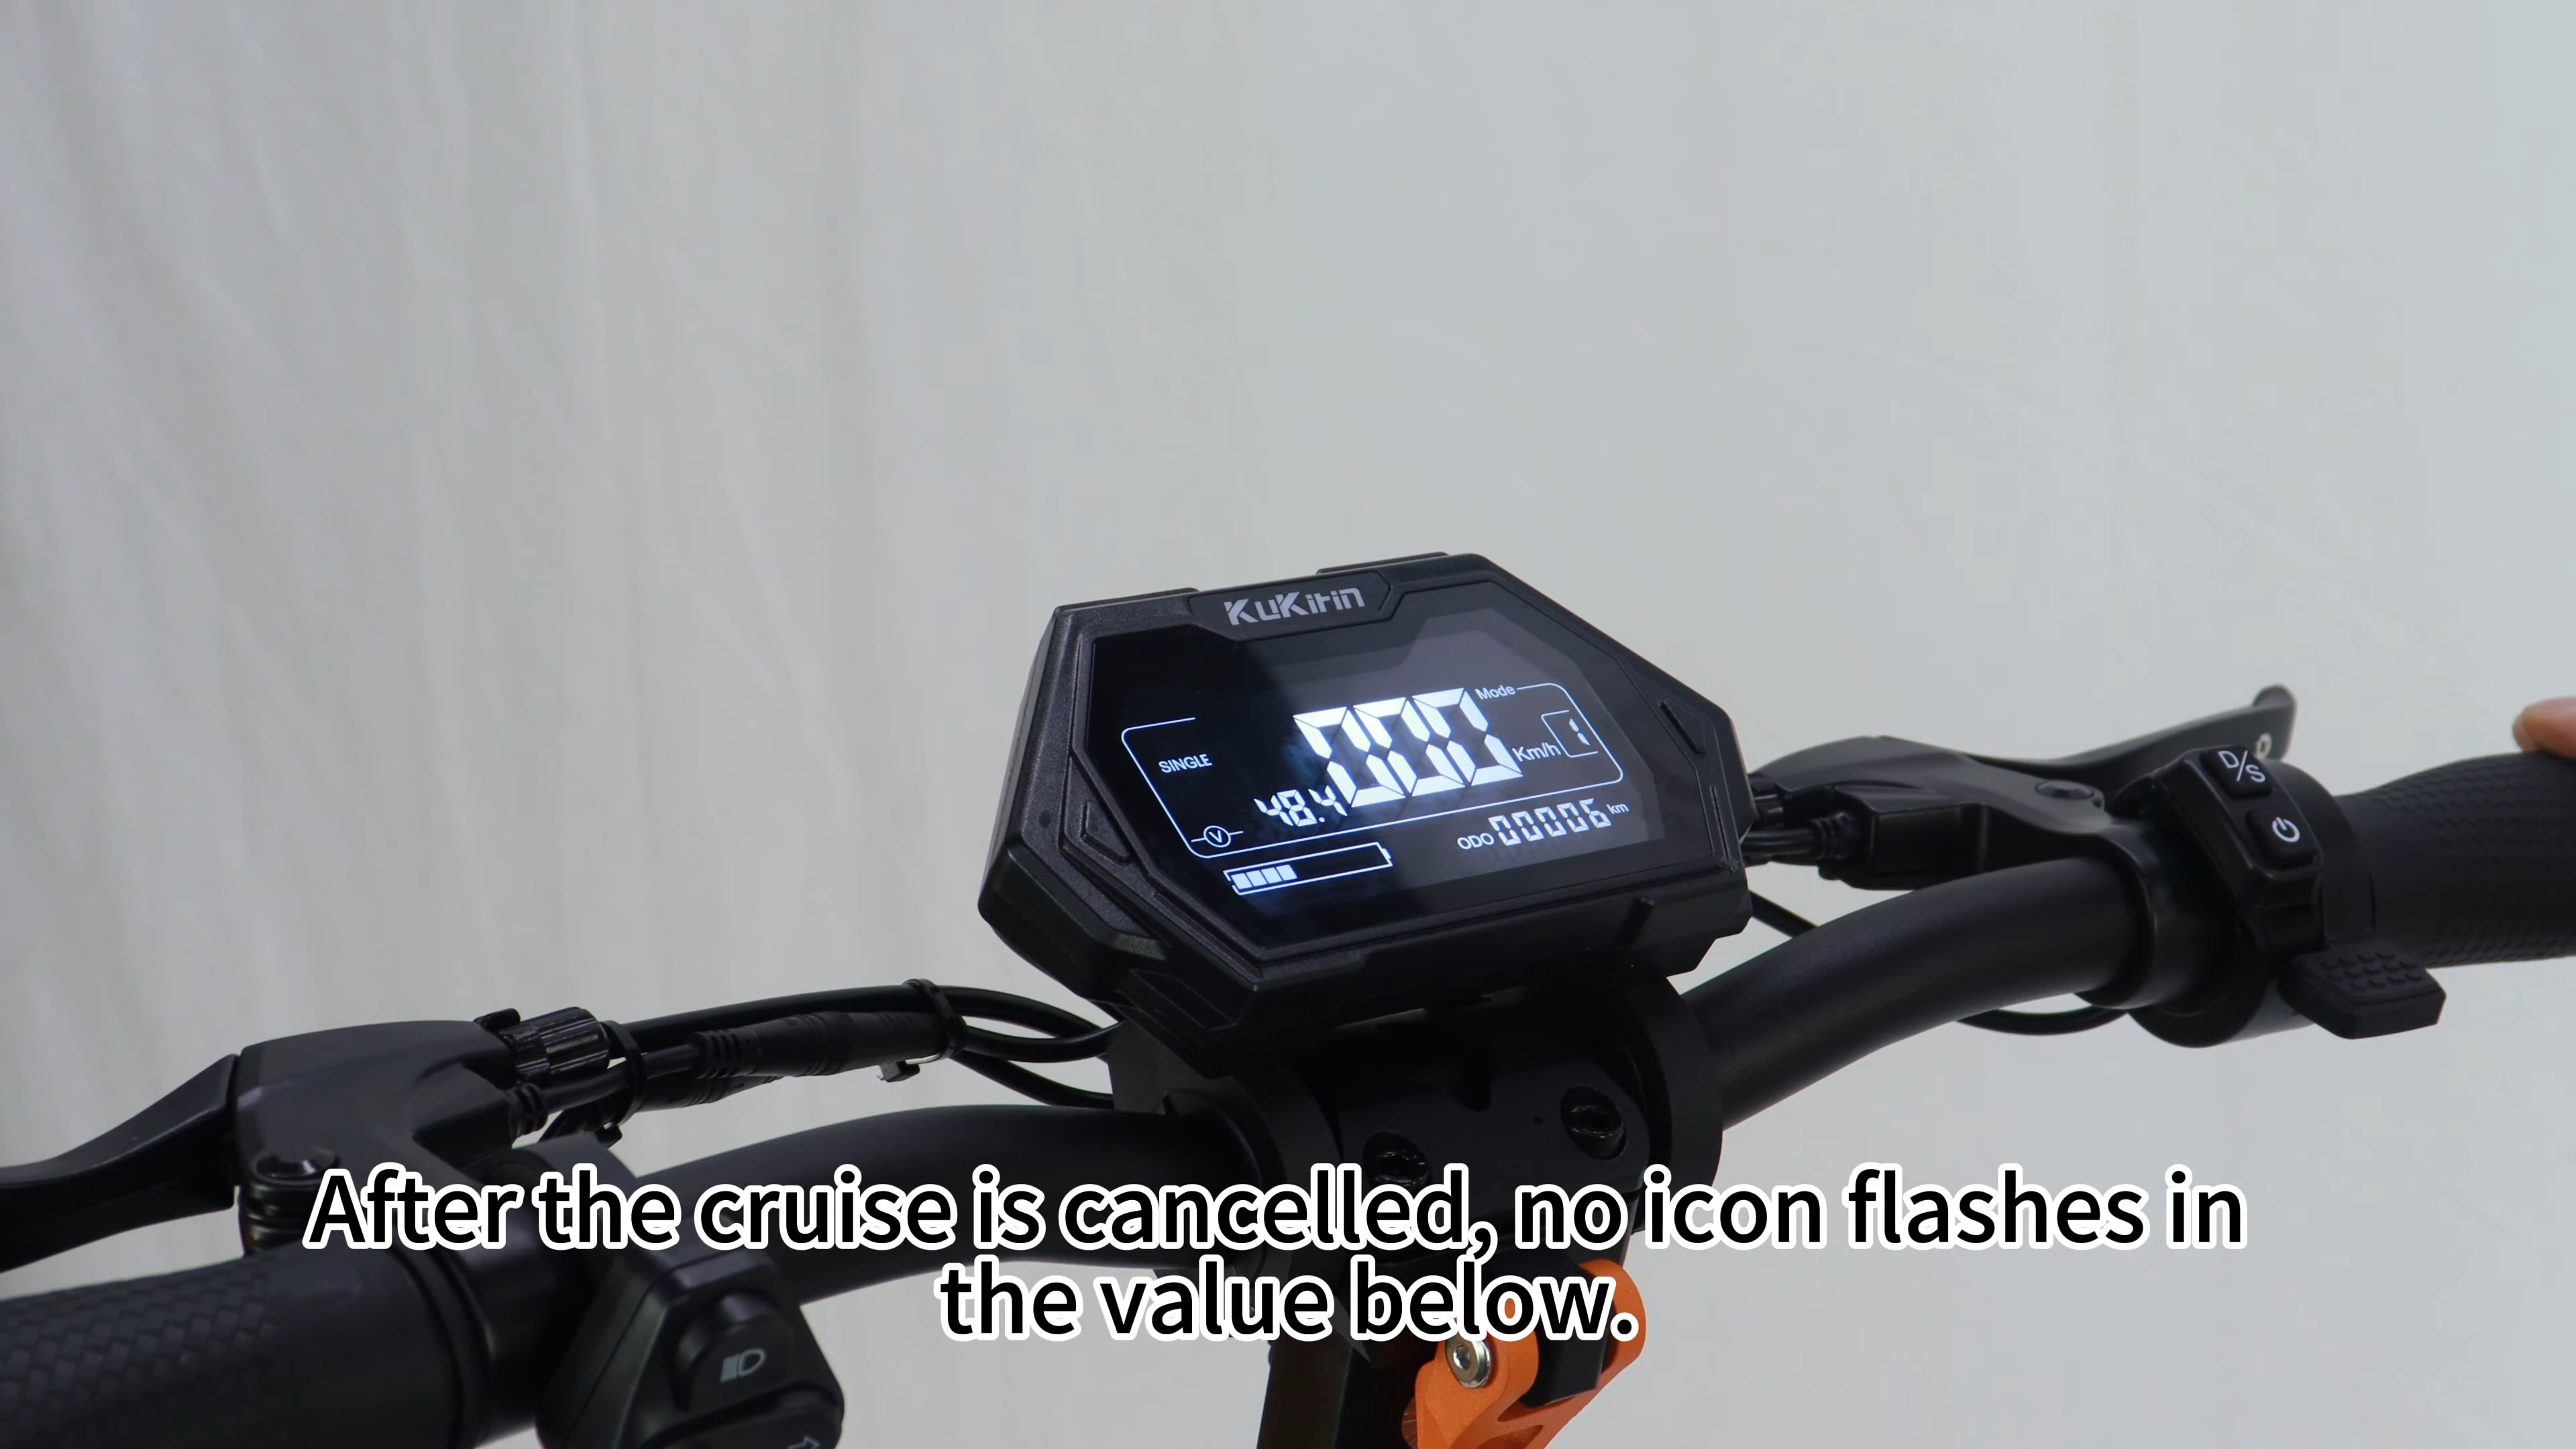 KuKirin
Mode
SINGLE
000 Km/h 1
48.4
V
ODO 00006 km
D/S
After the cruise is cancelled, no icon flashes in
the value below.